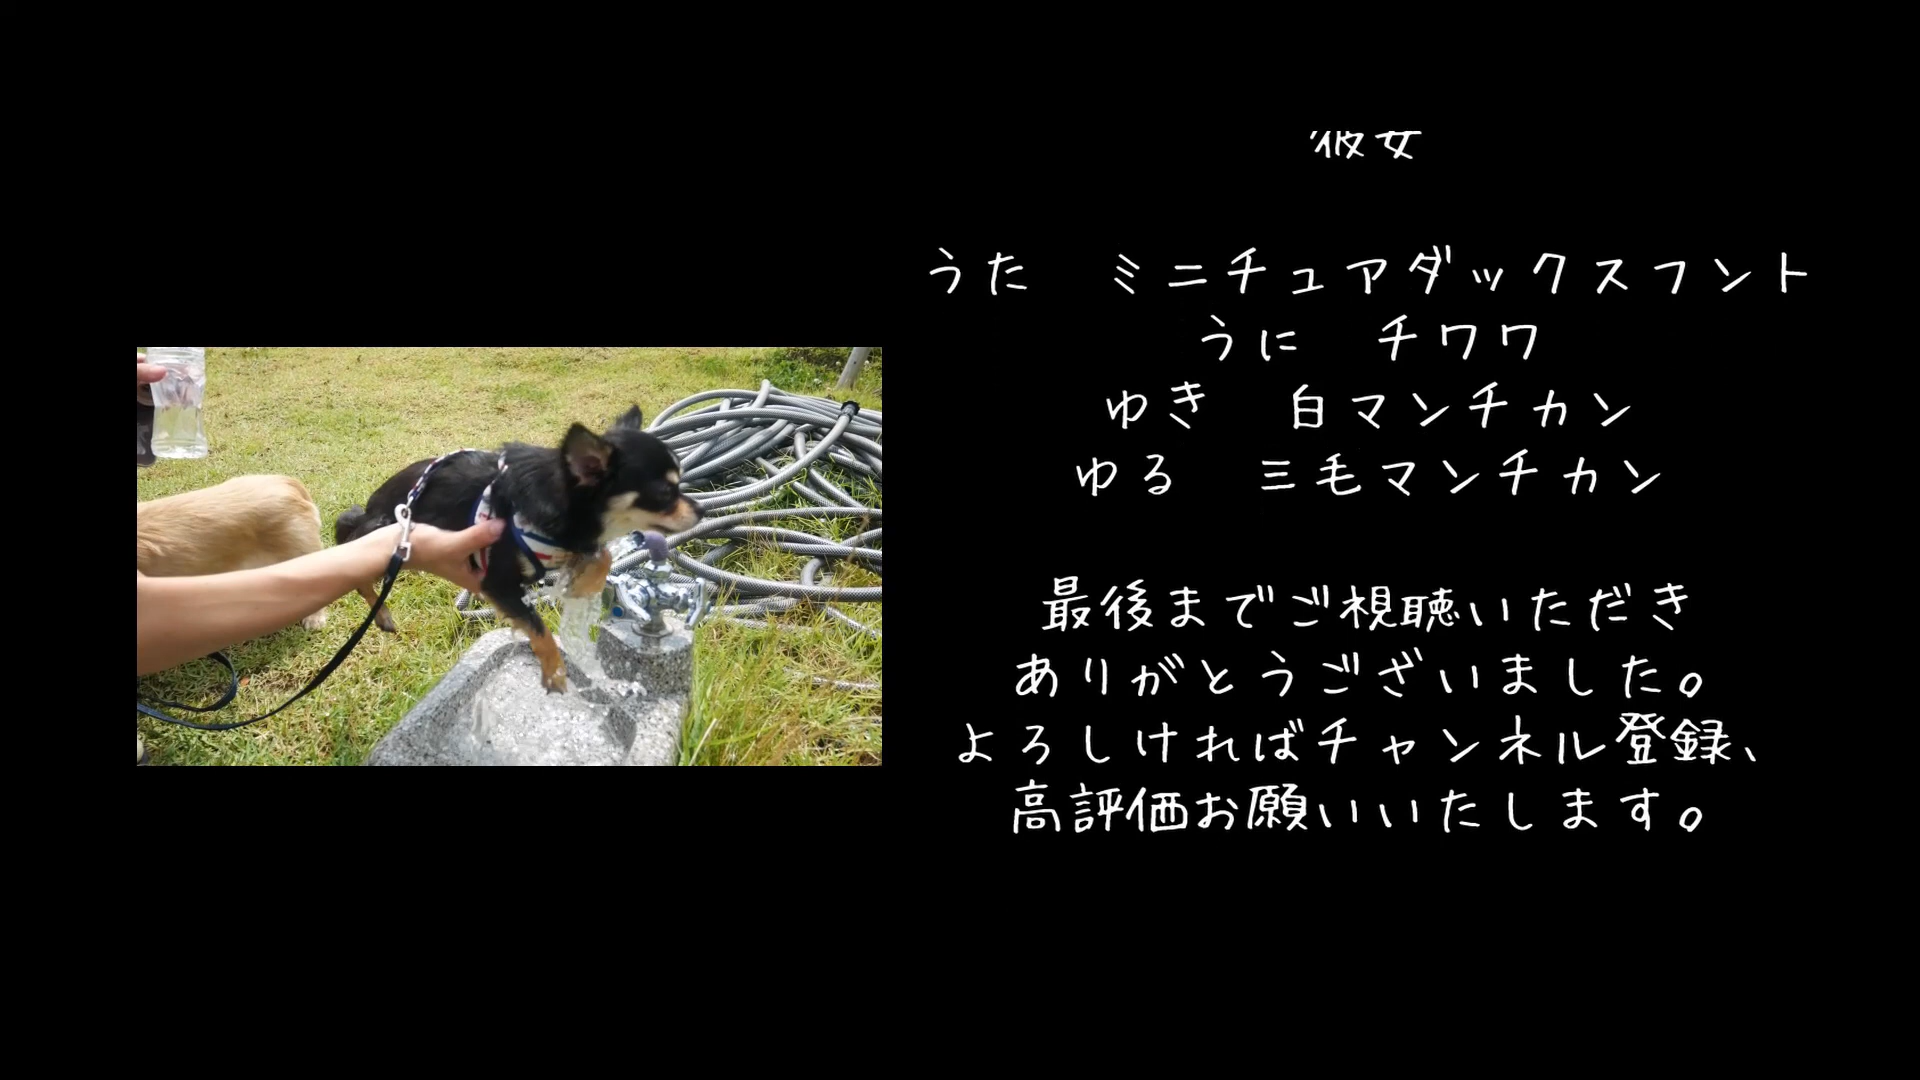 彼女
うた　ミニチュアダックスフント
うに　チワワ
ゆき　白マンチカン
ゆる　三毛マンチカン
最後までご視聴いただき
ありがとうございました。
よろしければチャンネル登録、
高評価お願いいたします。